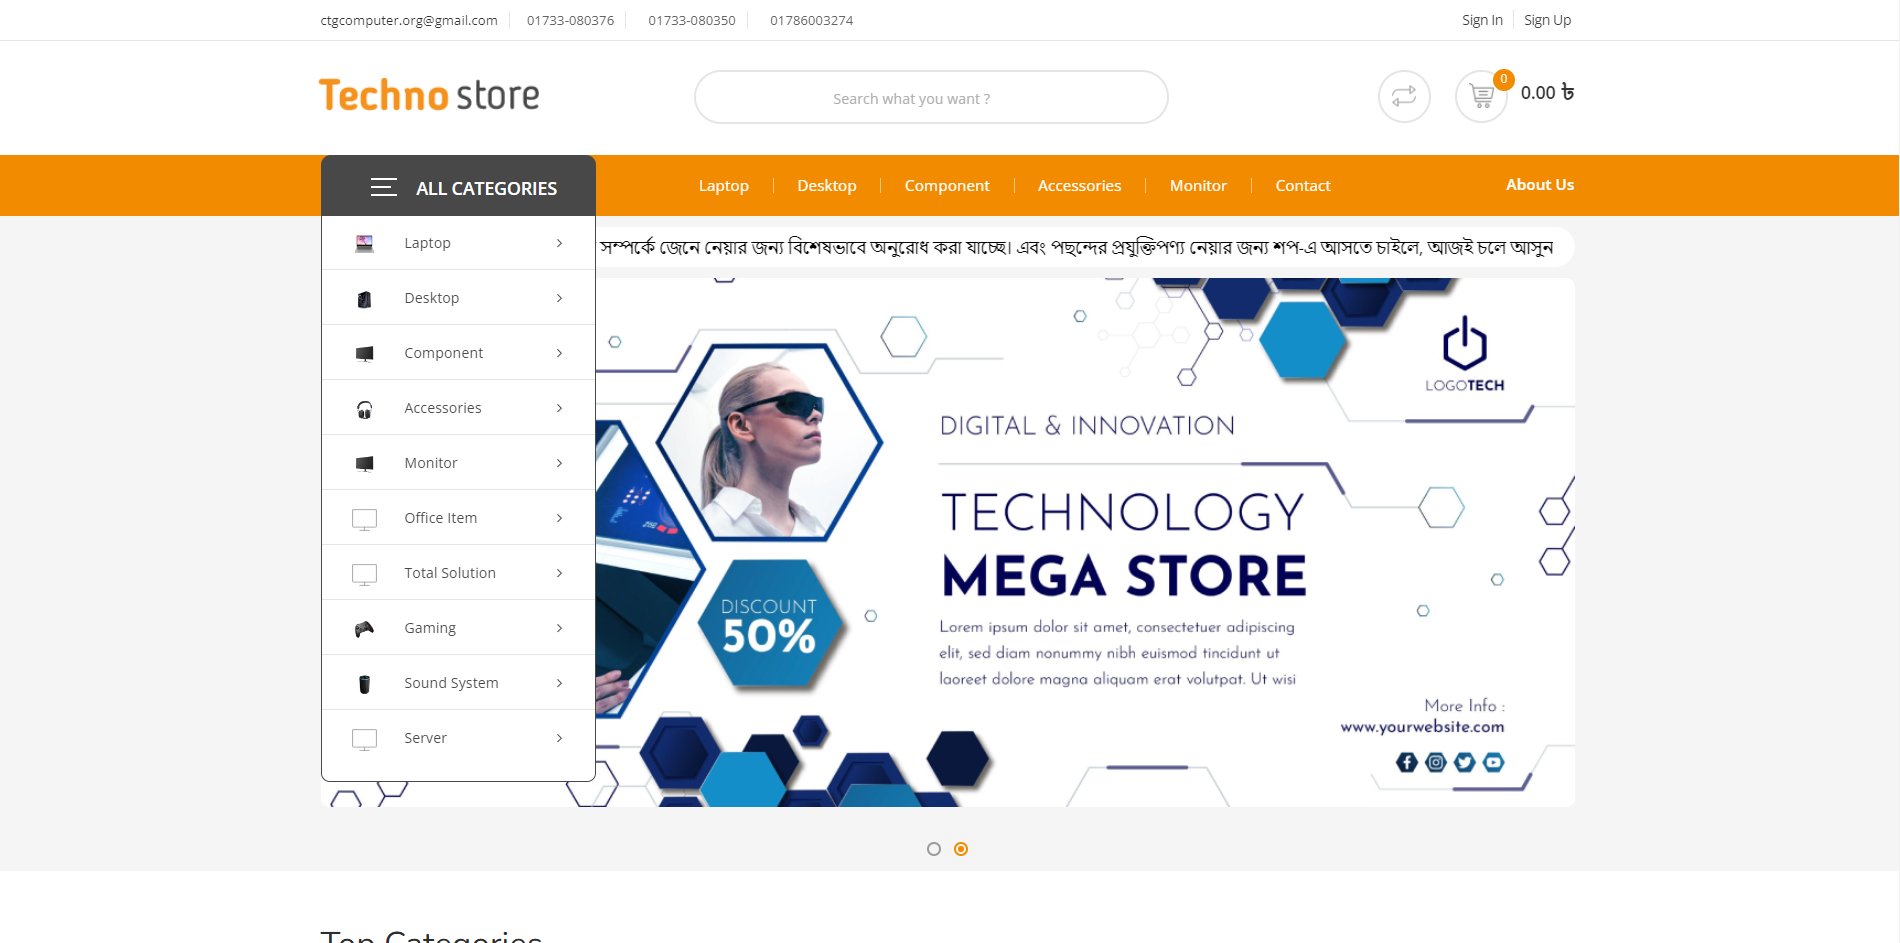 ctgcomputer.org@gmail.com 01733-080376 01733-080350 01786003274 Sign In Sign Up
Techno store
Search what you want ?
0
0.00 ৳
ALL CATEGORIES
Laptop Desktop Component Accessories Monitor Contact About Us
সম্পর্কে জেনে নেয়ার জন্য বিশেষভাবে অনুরোধ করা যাচ্ছে। এবং পছন্দের প্রযুক্তিপণ্য নেয়ার জন্য শপ-এ আসতে চাইলে, আজই চলে আসুন
Laptop
Desktop
Component
Accessories
Monitor
Office Item
Total Solution
Gaming
Sound System
Server
LOGOTECH
DIGITAL & INNOVATION
TECHNOLOGY
MEGA STORE
DISCOUNT
50%
Lorem ipsum dolor sit amet, consectetuer adipiscing
elit, sed diam nonummy nibh euismod tincidunt ut
laoreet dolore magna aliquam erat volutpat. Ut wisi
More Info :
www.yourwebsite.com
Top Categories